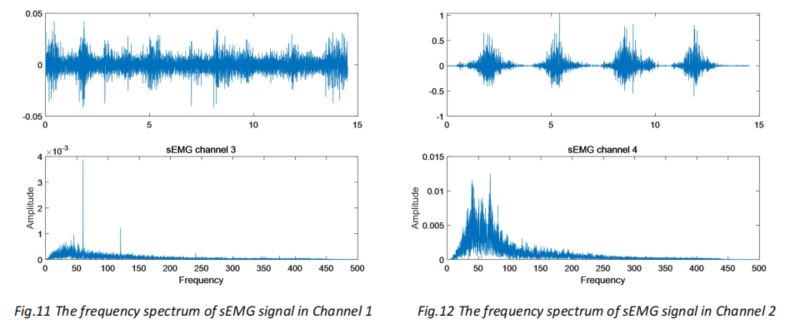 0.05
0
-0.05
0 5 10 15
1
0.5
0
-0.5
-1
0 5 10 15
sEMG channel 3
×10⁻³
4
3
2
1
0
Amplitude
0 50 100 150 200 250 300 350 400 450 500
Frequency
sEMG channel 4
0.015
0.01
0.005
0
Amplitude
0 50 100 150 200 250 300 350 400 450 500
Frequency
Fig.11 The frequency spectrum of sEMG signal in Channel 1
Fig.12 The frequency spectrum of sEMG signal in Channel 2